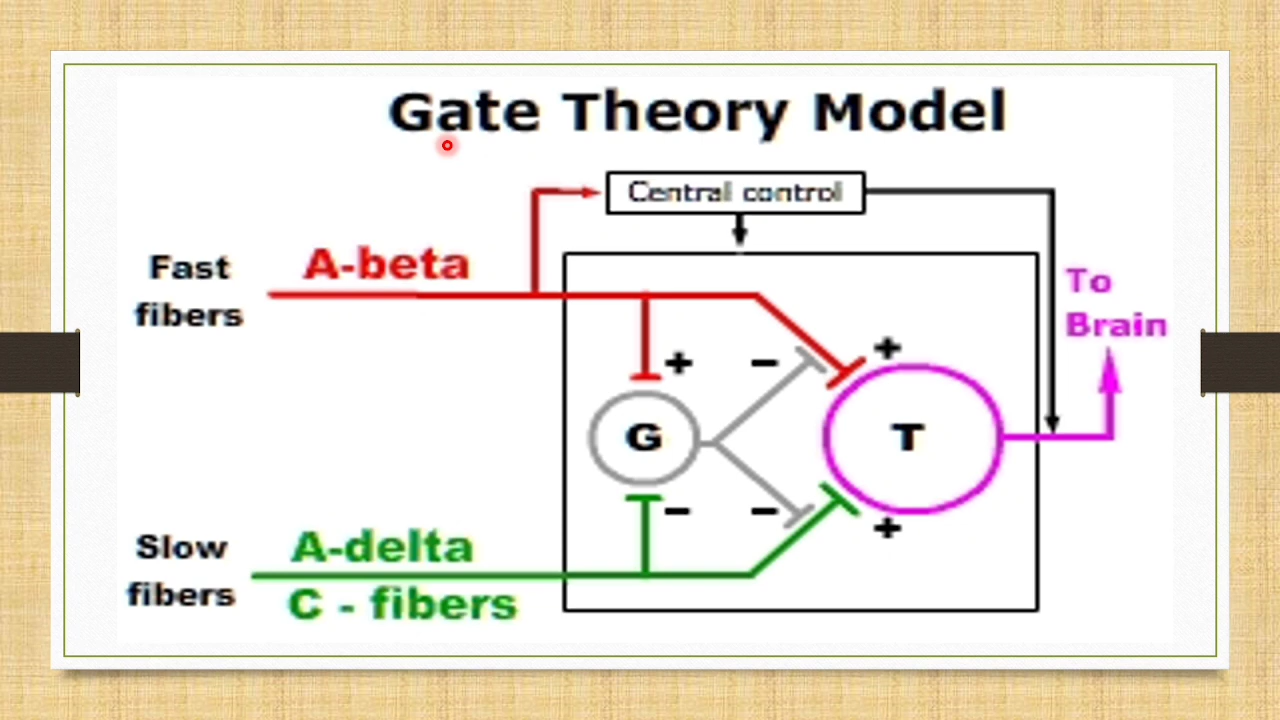 Gate Theory Model
Central control
Fast
fibers
A-beta
To
Brain
+
−
+
G
T
−
−
+
Slow
fibers
A-delta
C - fibers